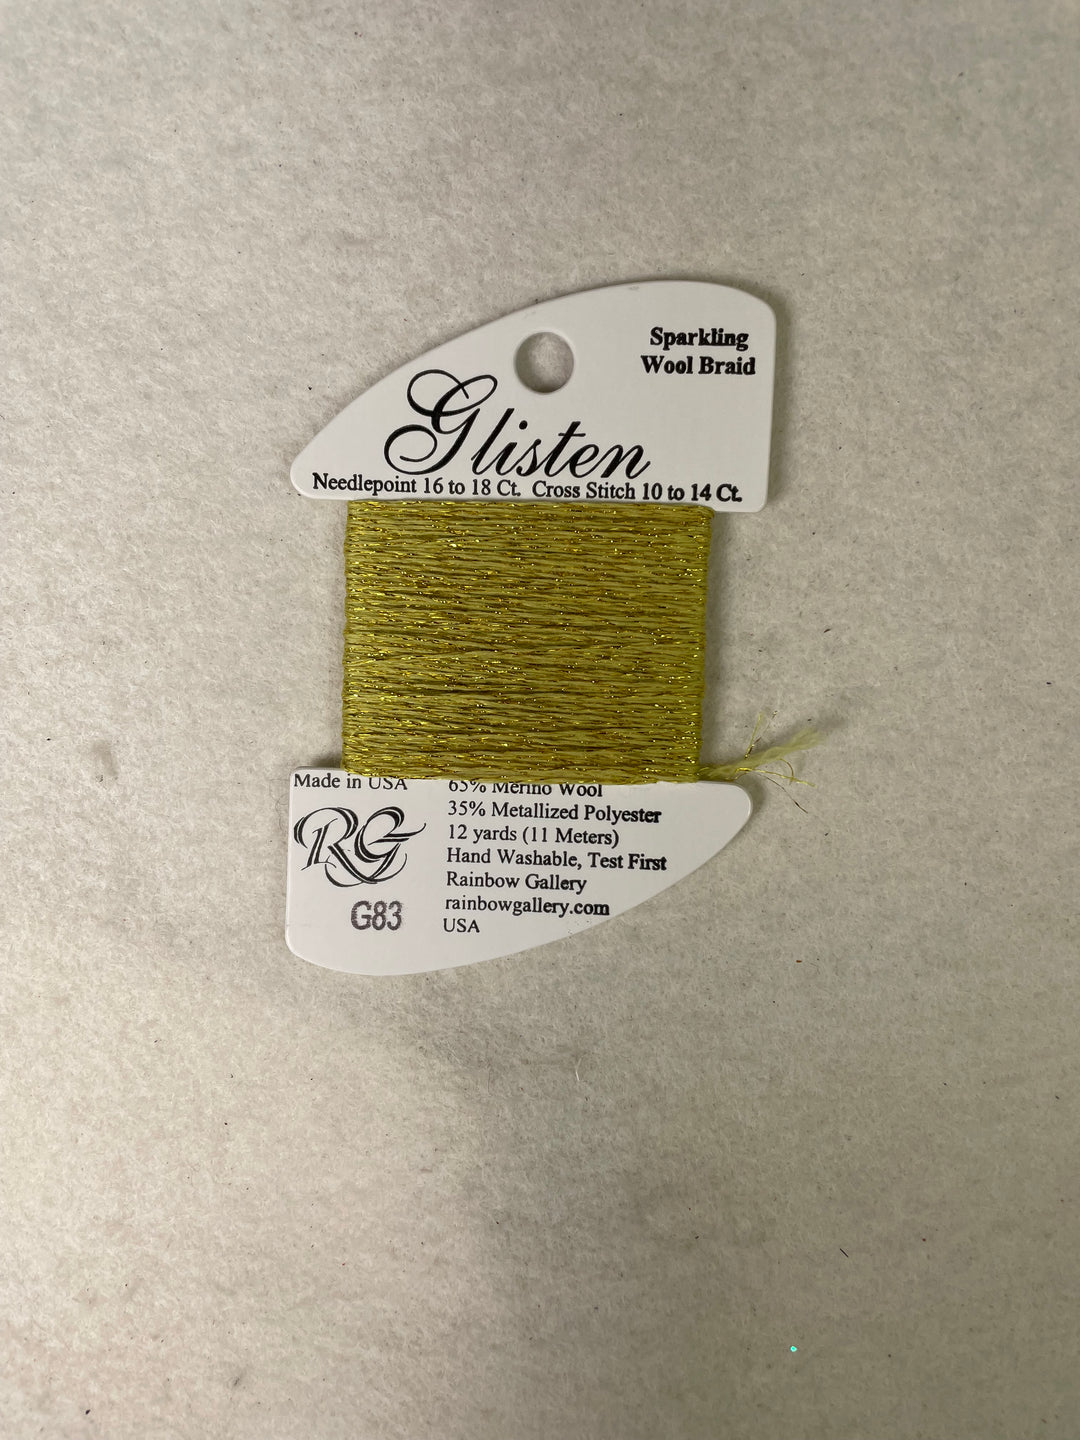 Sparkling
Wool Braid
Glisten
Needlepoint 16 to 18 Ct. Cross Stitch 10 to 14 Ct.
Made in USA
RG
G83
65% Merino Wool
35% Metallized Polyester
12 yards (11 Meters)
Hand Washable, Test First
Rainbow Gallery
rainbowgallery.com
USA